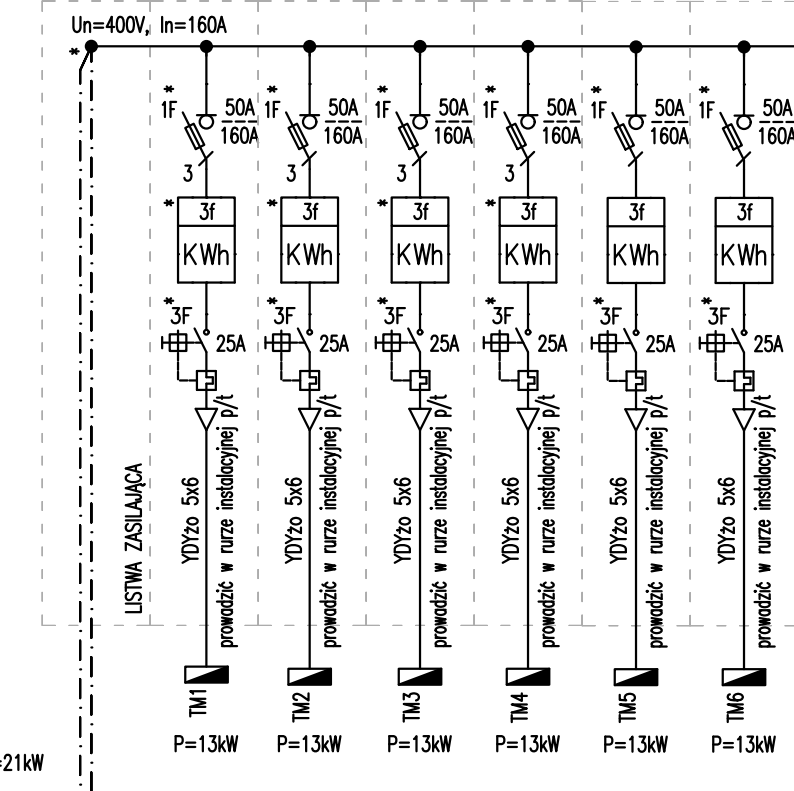 Un=400V, In=160A
*
* * * * * *
1F 50A 1F 50A 1F 50A 1F 50A 1F 50A 1F 50A
160A 160A 160A 160A 160A 160A
3 3 3
* * * *
3f 3f 3f 3f 3f 3f
KWh KWh KWh KWh KWh KWh
* * * * * *
3F 3F 3F 3F 3F 3F
25A 25A 25A 25A 25A 25A
LISTWA ZASILAJĄCA
YDYżo 5x6
prowadzić w rurze instalacyjnej p/t
YDYżo 5x6
prowadzić w rurze instalacyjnej p/t
YDYżo 5x6
prowadzić w rurze instalacyjnej p/t
YDYżo 5x6
prowadzić w rurze instalacyjnej p/t
YDYżo 5x6
prowadzić w rurze instalacyjnej p/t
YDYżo 5x6
prowadzić w rurze instalacyjnej p/t
TM1 TM2 TM3 TM4 TM5 TM6
P=13kW P=13kW P=13kW P=13kW P=13kW P=13kW
=21kW